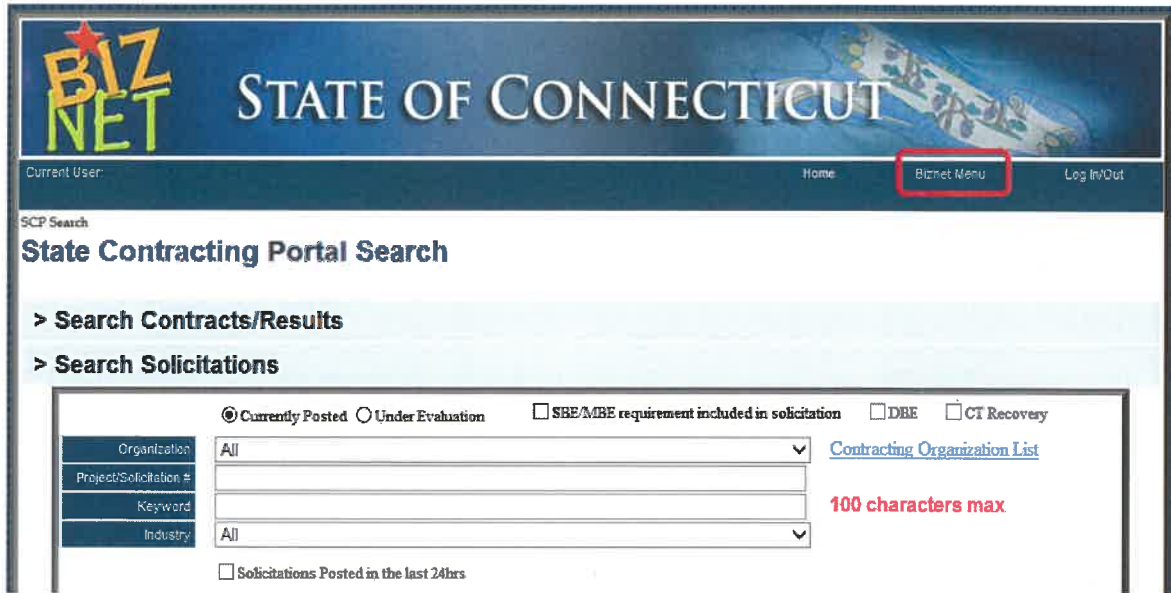 BIZ
NET
STATE OF CONNECTICUT
Current User:
Home
Biznet Menu
Log In/Out
SCP Search
State Contracting Portal Search
> Search Contracts/Results
> Search Solicitations
Currently Posted Under Evaluation SBE/MBE requirement included in solicitation DBE CT Recovery
Organization All Contracting Organization List
Project/Solicitation #
Keyword 100 characters max
Industry All
Solicitations Posted in the last 24hrs